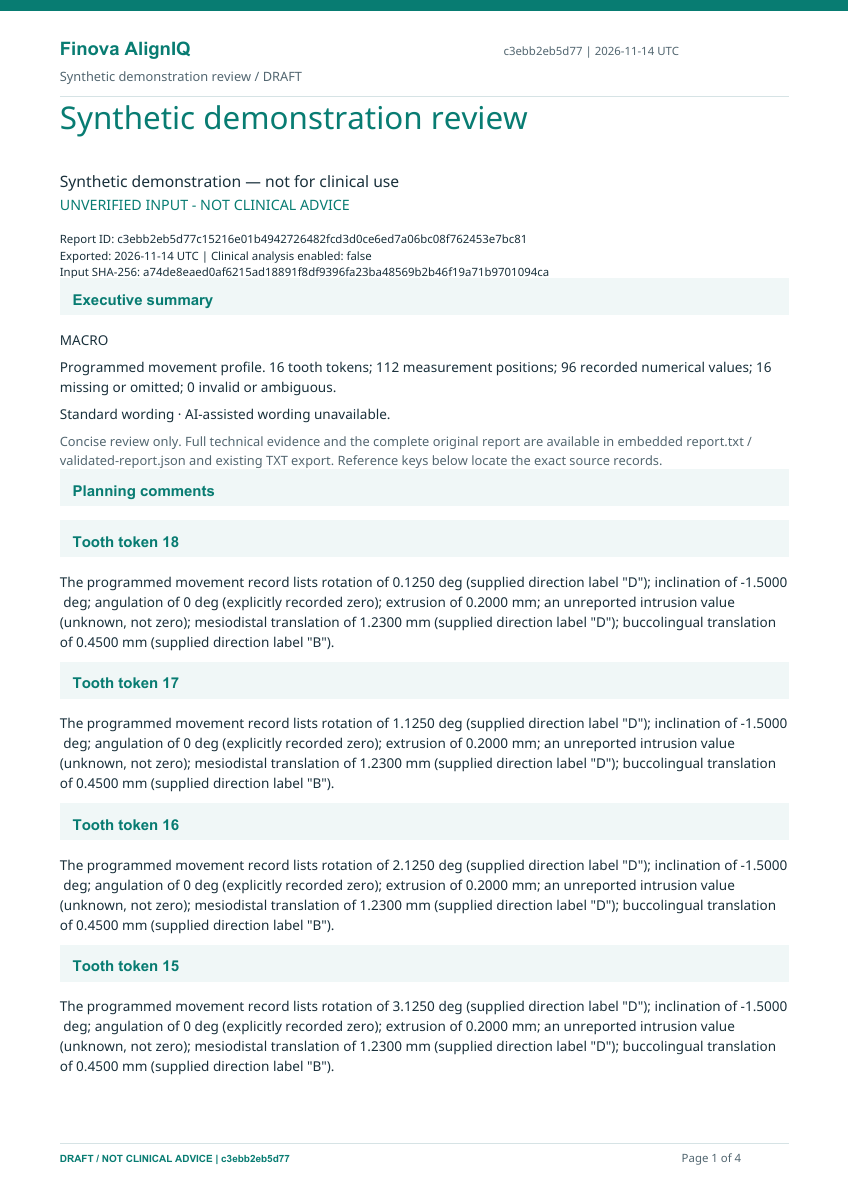 Finova AlignIQ
c3ebb2eb5d77 | 2026-11-14 UTC
Synthetic demonstration review / DRAFT
Synthetic demonstration review
Synthetic demonstration — not for clinical use
UNVERIFIED INPUT - NOT CLINICAL ADVICE
Report ID: c3ebb2eb5d77c15216e01b4942726482fcd3d0ce6ed7a06bc08f762453e7bc81
Exported: 2026-11-14 UTC | Clinical analysis enabled: false
Input SHA-256: a74de8eaed0af6215ad18891f8df9396fa23ba48569b2b46f19a71b9701094ca
Executive summary
MACRO
Programmed movement profile. 16 tooth tokens; 112 measurement positions; 96 recorded numerical values; 16
missing or omitted; 0 invalid or ambiguous.
Standard wording · AI-assisted wording unavailable.
Concise review only. Full technical evidence and the complete original report are available in embedded report.txt /
validated-report.json and existing TXT export. Reference keys below locate the exact source records.
Planning comments
Tooth token 18
The programmed movement record lists rotation of 0.1250 deg (supplied direction label "D"); inclination of -1.5000
deg; angulation of 0 deg (explicitly recorded zero); extrusion of 0.2000 mm; an unreported intrusion value
(unknown, not zero); mesiodistal translation of 1.2300 mm (supplied direction label "D"); buccolingual translation
of 0.4500 mm (supplied direction label "B").
Tooth token 17
The programmed movement record lists rotation of 1.1250 deg (supplied direction label "D"); inclination of -1.5000
deg; angulation of 0 deg (explicitly recorded zero); extrusion of 0.2000 mm; an unreported intrusion value
(unknown, not zero); mesiodistal translation of 1.2300 mm (supplied direction label "D"); buccolingual translation
of 0.4500 mm (supplied direction label "B").
Tooth token 16
The programmed movement record lists rotation of 2.1250 deg (supplied direction label "D"); inclination of -1.5000
deg; angulation of 0 deg (explicitly recorded zero); extrusion of 0.2000 mm; an unreported intrusion value
(unknown, not zero); mesiodistal translation of 1.2300 mm (supplied direction label "D"); buccolingual translation
of 0.4500 mm (supplied direction label "B").
Tooth token 15
The programmed movement record lists rotation of 3.1250 deg (supplied direction label "D"); inclination of -1.5000
deg; angulation of 0 deg (explicitly recorded zero); extrusion of 0.2000 mm; an unreported intrusion value
(unknown, not zero); mesiodistal translation of 1.2300 mm (supplied direction label "D"); buccolingual translation
of 0.4500 mm (supplied direction label "B").
DRAFT / NOT CLINICAL ADVICE | c3ebb2eb5d77
Page 1 of 4